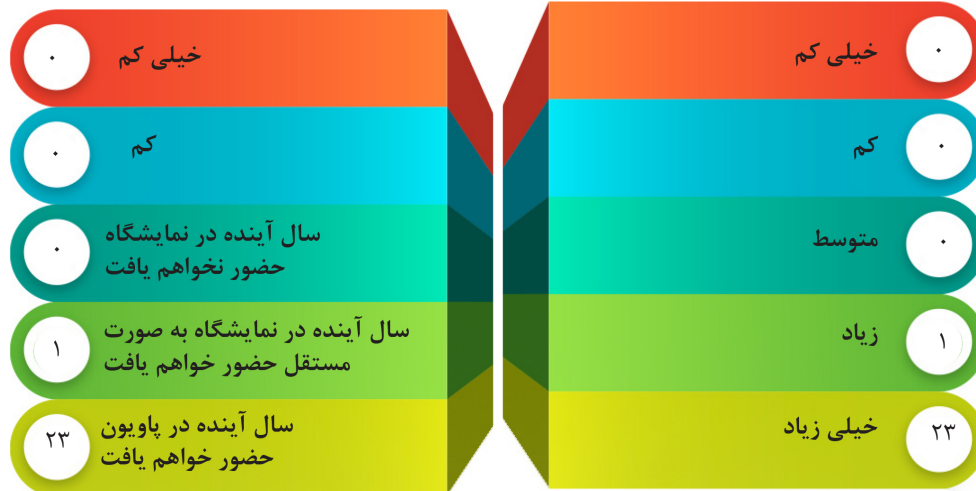 ۰
خیلی کم
۰
کم
۰
متوسط
۱
زیاد
۲۳
خیلی زیاد
خیلی کم
۰
کم
۰
سال آینده در نمایشگاه
حضور نخواهم یافت
۰
سال آینده در نمایشگاه به صورت
مستقل حضور خواهم یافت
۱
سال آینده در پاویون
حضور خواهم یافت
۲۳